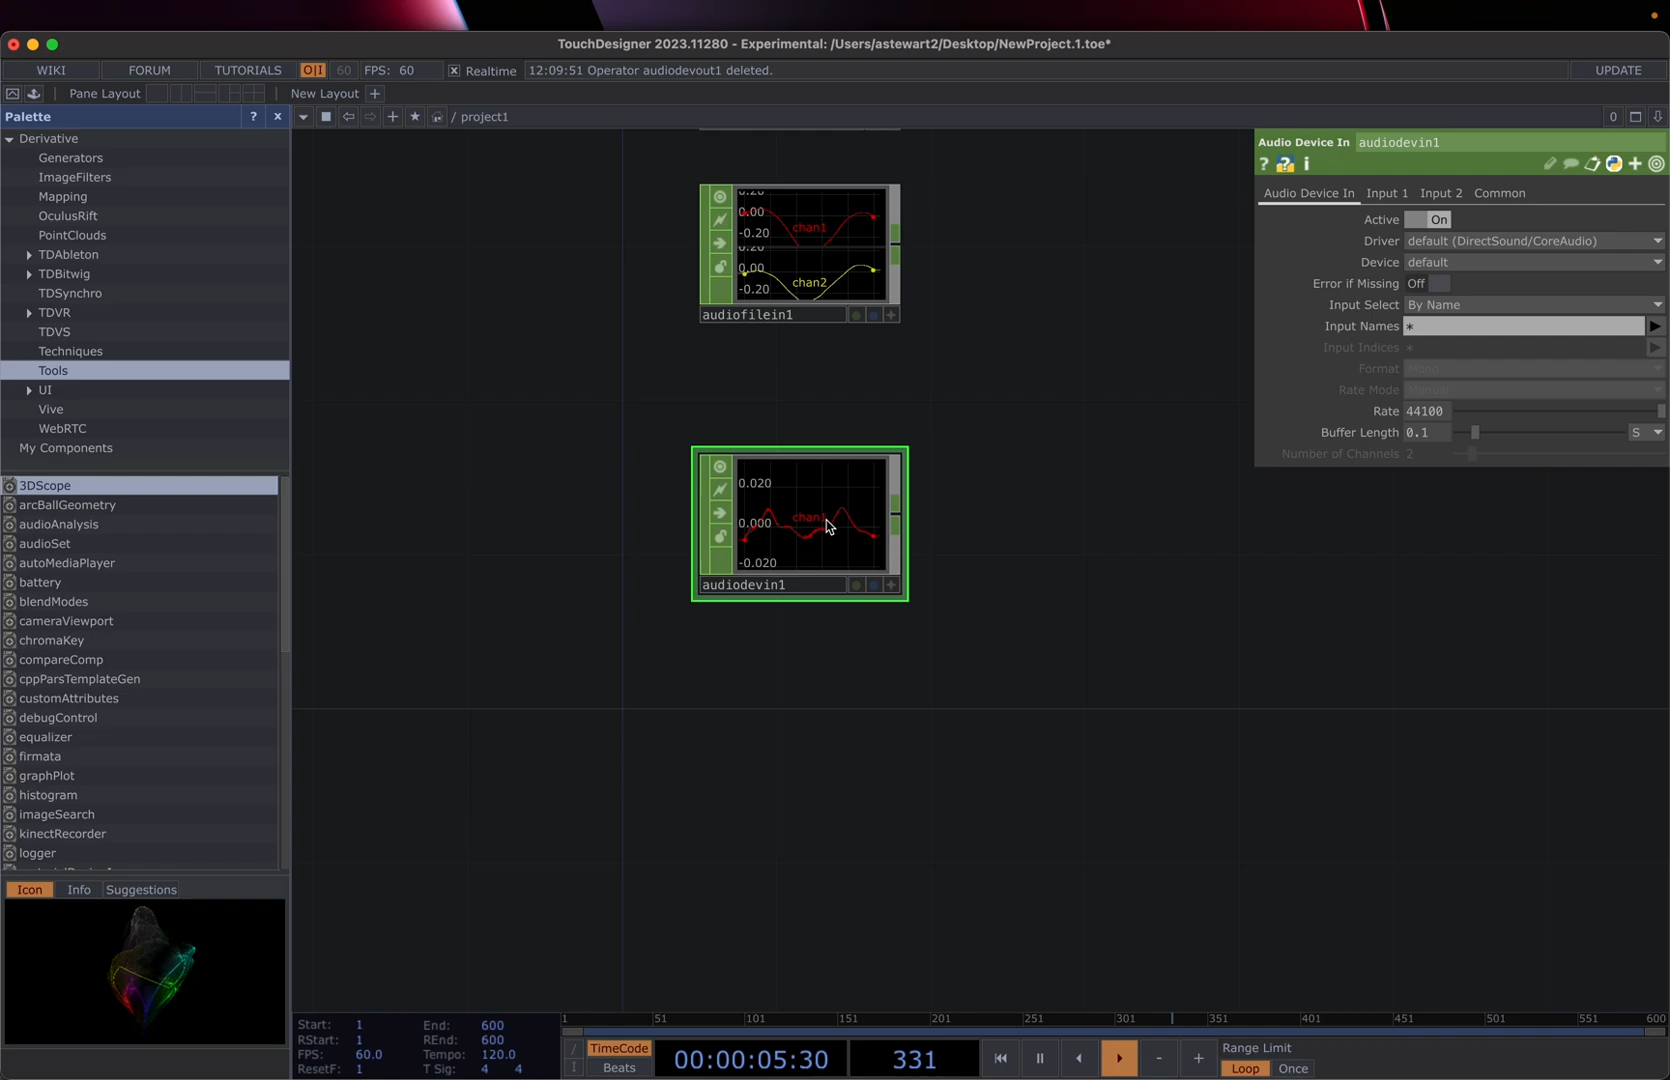 TouchDesigner 2023.11280 - Experimental: /Users/astewart2/Desktop/NewProject.1.toe*
WIKI FORUM TUTORIALS O|I 60 FPS: 60 x Realtime 12:09:51 Operator audiodevout1 deleted. UPDATE
Pane Layout New Layout +
Palette ? x / project1 0
Derivative
Generators
ImageFilters
Mapping
OculusRift
PointClouds
TDAbleton
TDBitwig
TDSynchro
TDVR
TDVS
Techniques
Tools
UI
Vive
WebRTC
My Components
3DScope
arcBallGeometry
audioAnalysis
audioSet
autoMediaPlayer
battery
blendModes
cameraViewport
chromaKey
compareComp
cppParsTemplateGen
customAttributes
debugControl
equalizer
firmata
graphPlot
histogram
imageSearch
kinectRecorder
logger
Icon Info Suggestions
0.20
0.00
chan1
-0.20
0.20
0.00
chan2
-0.20
audiofilein1
0.020
chan1
0.000
-0.020
audiodevin1
Audio Device In audiodevin1
? ? i
Audio Device In Input 1 Input 2 Common
Active On
Driver default (DirectSound/CoreAudio)
Device default
Error if Missing Off
Input Select By Name
Input Names *
Input Indices *
Format Mono
Rate Mode Manual
Rate 44100
Buffer Length 0.1 S
Number of Channels 2
Start: 1 End: 600
RStart: 1 REnd: 600
FPS: 60.0 Tempo: 120.0
ResetF: 1 T Sig: 4 4
1 51 101 151 201 251 301 351 401 451 501 551 600
TimeCode
Beats
00:00:05:30 331
- +
Range Limit
Loop Once